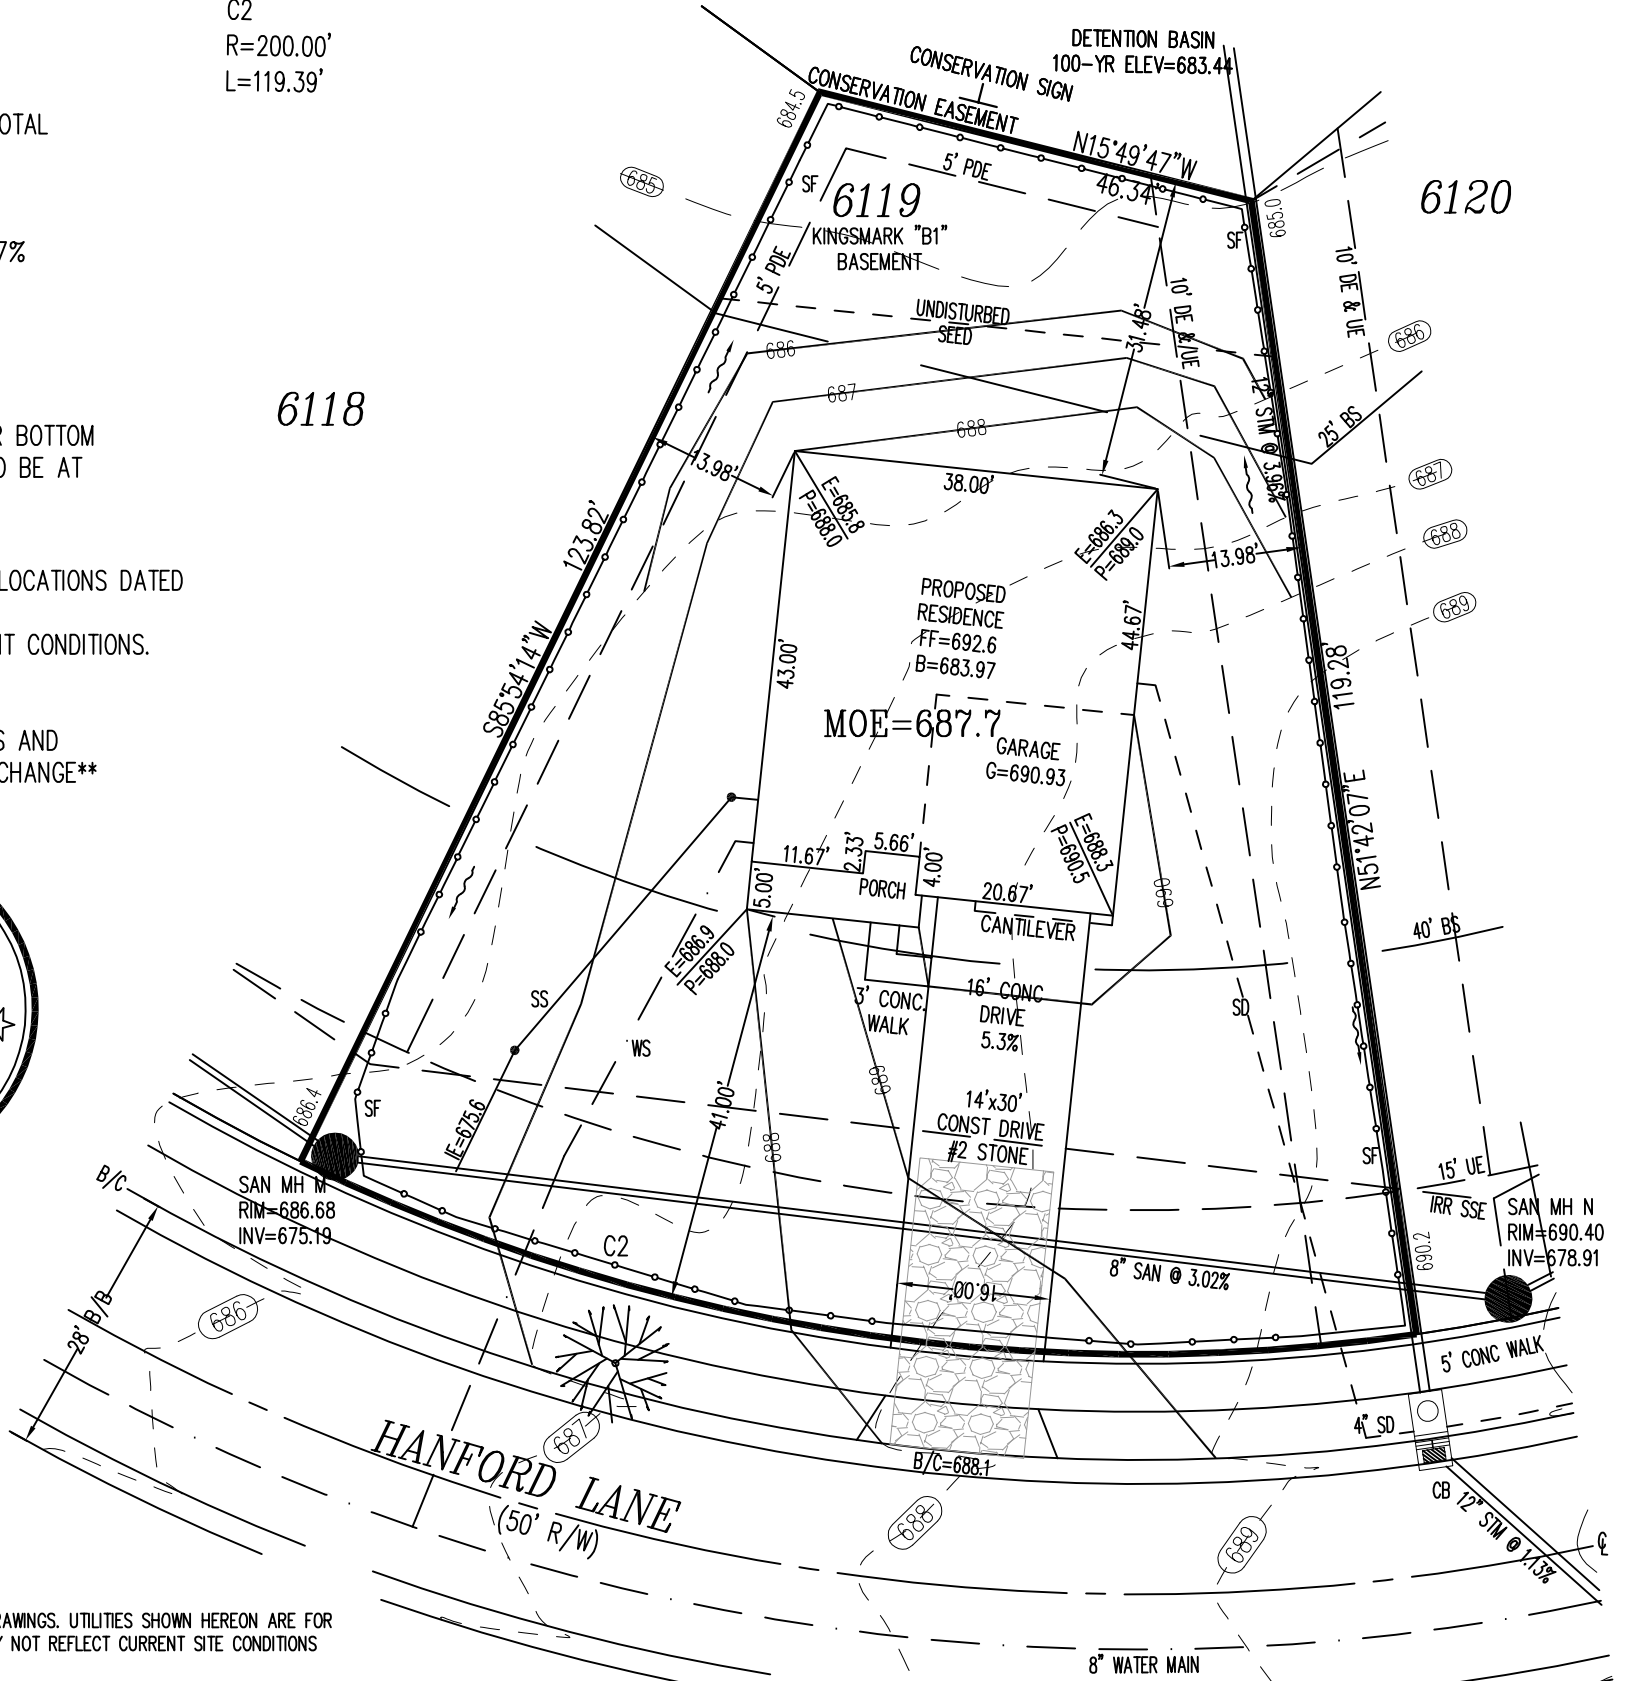 C2
R=200.00'
L=119.39'
OTAL
7%
R BOTTOM
O BE AT
LOCATIONS DATED
IT CONDITIONS.
S AND
CHANGE**
RAWINGS. UTILITIES SHOWN HEREON ARE FOR
Y NOT REFLECT CURRENT SITE CONDITIONS
DETENTION BASIN
100-YR ELEV=683.44
CONSERVATION SIGN
CONSERVATION EASEMENT
N15°49'47"W
46.34'
684.5
685.0
685
5' PDE
SF
6119
KINGSMARK "B1"
BASEMENT
5' PDE
SF
6120
10' DE & UE
10' DE & UE
UNDISTURBED
SEED
31.48'
686
687
688
686
12" STM @ 3.96%
25' BS
687
688
689
6118
13.98'
38.00'
E=685.8
P=688.0
E=686.3
P=689.0
13.98'
123.82'
S85°54'14"W
PROPOSED
RESIDENCE
FF=692.6
B=683.97
44.67'
43.00'
MOE=687.7
GARAGE
G=690.93
119.28'
N51°42'07"E
E=688.3
P=690.5
11.67'
2.33'
5.66'
4.00'
PORCH
5.00'
20.67'
CANTILEVER
690
40' BS
E=686.9
P=688.0
SS
WS
3' CONC.
WALK
16' CONC
DRIVE
5.3%
SD
689
688
41.00'
14'x30'
CONST DRIVE
#2 STONE
IE=675.6
686.4
SF
SF
SAN MH M
RIM=686.68
INV=675.19
B/C
15' UE
IRR SSE
SAN MH N
RIM=690.40
INV=678.91
690.2
C2
8" SAN @ 3.02%
16.00'
28' B/B
686
5' CONC WALK
4" SD
687
B/C=688.1
HANFORD LANE
(50' R/W)
688
689
CB
12" STM @ 1.13%
8" WATER MAIN